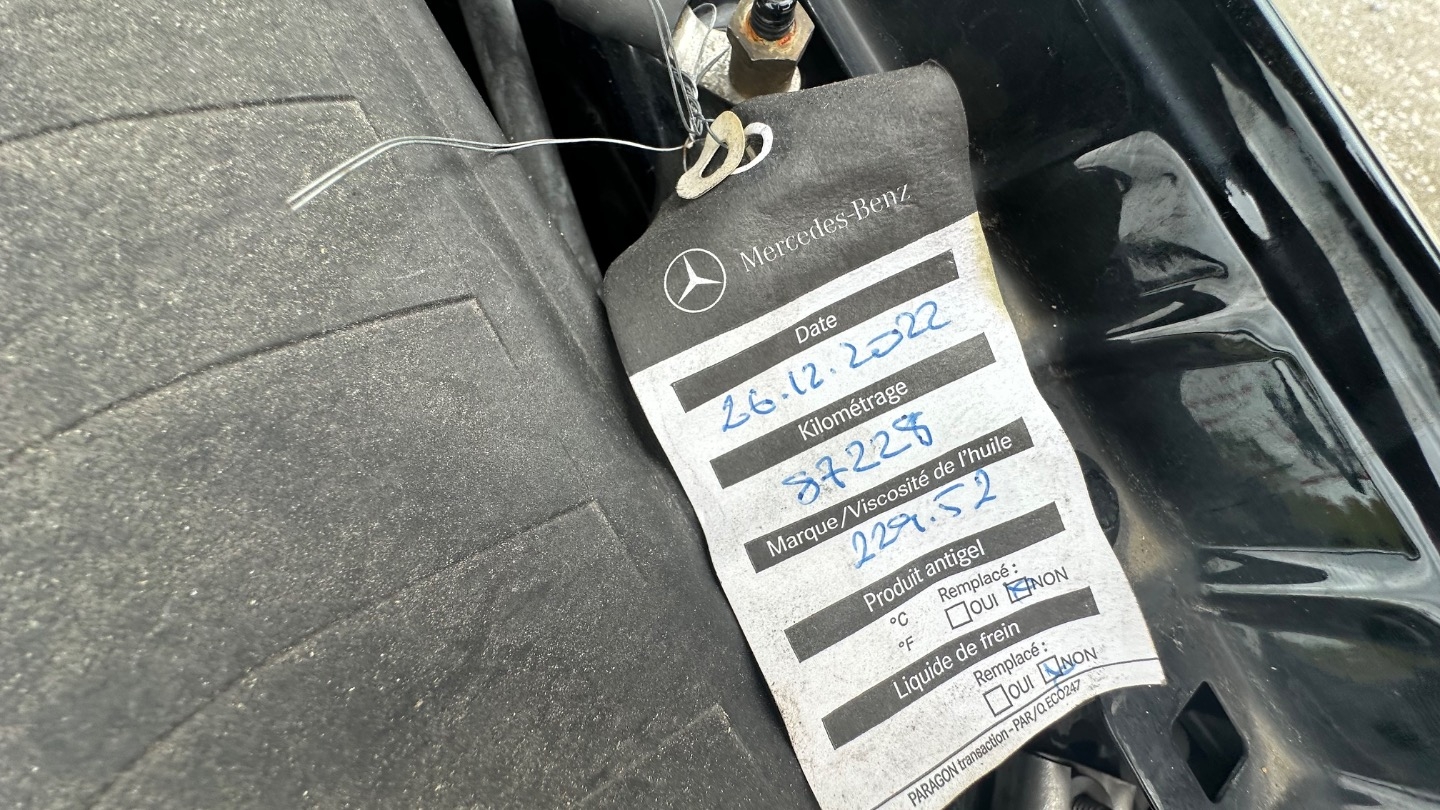 Mercedes-Benz
Date
26.12.2022
Kilométrage
87228
Marque/Viscosité de l'huile
229.52
Produit antigel
Remplacé :
°C
OUI NON
°F
Liquide de frein
Remplacé :
OUI NON
PARAGON transaction - PAR/O.ECO247